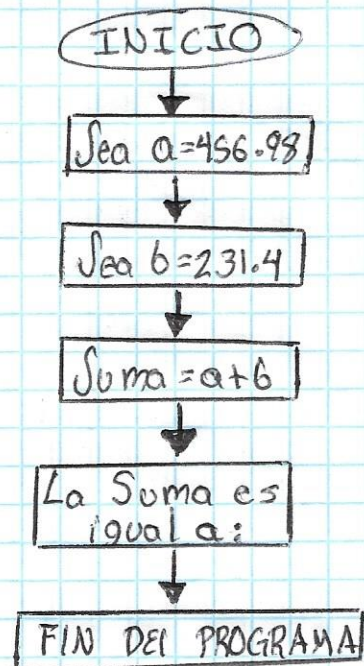 INICIO
Sea a=456.98
Sea b=231.4
Suma = a+b
La Suma es
igual a:
FIN DEl PROGRAMA